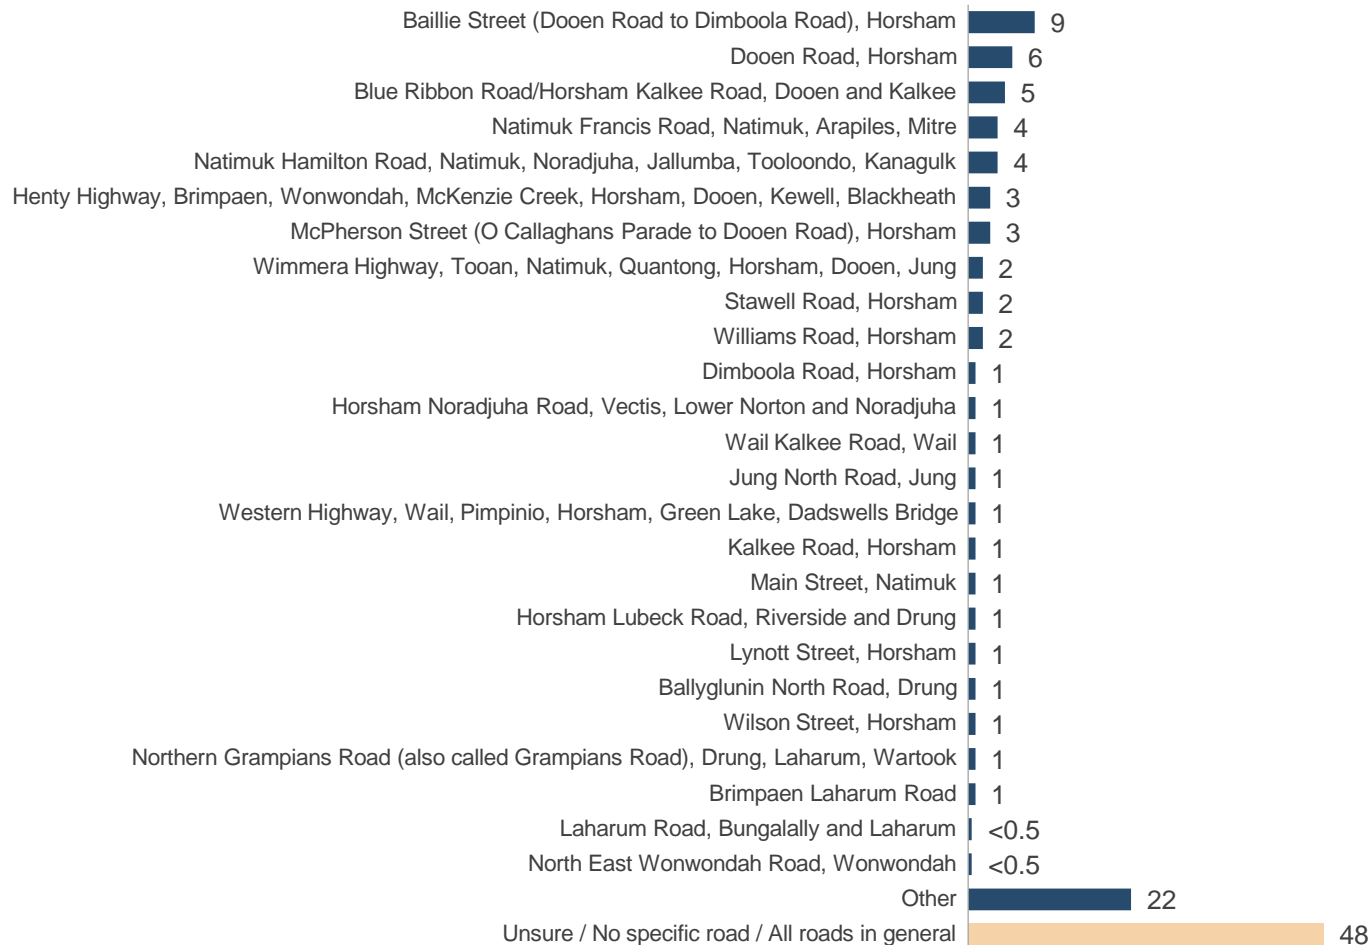 Baillie Street (Dooen Road to Dimboola Road), Horsham 9
Dooen Road, Horsham 6
Blue Ribbon Road/Horsham Kalkee Road, Dooen and Kalkee 5
Natimuk Francis Road, Natimuk, Arapiles, Mitre 4
Natimuk Hamilton Road, Natimuk, Noradjuha, Jallumba, Tooloondo, Kanagulk 4
Henty Highway, Brimpaen, Wonwondah, McKenzie Creek, Horsham, Dooen, Kewell, Blackheath 3
McPherson Street (O Callaghans Parade to Dooen Road), Horsham 3
Wimmera Highway, Tooan, Natimuk, Quantong, Horsham, Dooen, Jung 2
Stawell Road, Horsham 2
Williams Road, Horsham 2
Dimboola Road, Horsham 1
Horsham Noradjuha Road, Vectis, Lower Norton and Noradjuha 1
Wail Kalkee Road, Wail 1
Jung North Road, Jung 1
Western Highway, Wail, Pimpinio, Horsham, Green Lake, Dadswells Bridge 1
Kalkee Road, Horsham 1
Main Street, Natimuk 1
Horsham Lubeck Road, Riverside and Drung 1
Lynott Street, Horsham 1
Ballyglunin North Road, Drung 1
Wilson Street, Horsham 1
Northern Grampians Road (also called Grampians Road), Drung, Laharum, Wartook 1
Brimpaen Laharum Road 1
Laharum Road, Bungalally and Laharum <0.5
North East Wonwondah Road, Wonwondah <0.5
Other 22
Unsure / No specific road / All roads in general 48